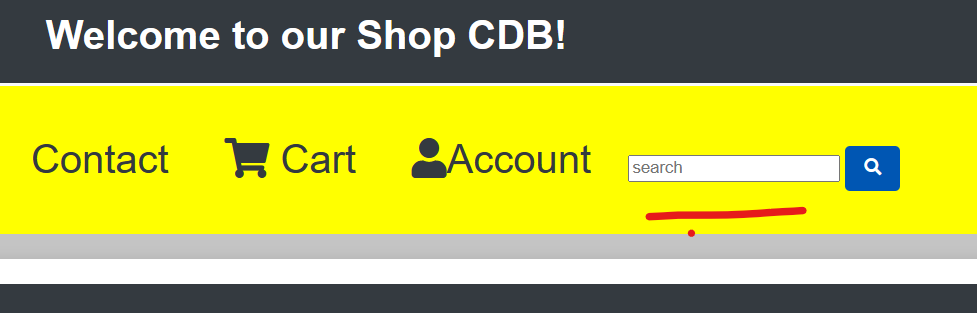 Welcome to our Shop CDB!
Contact Cart Account search